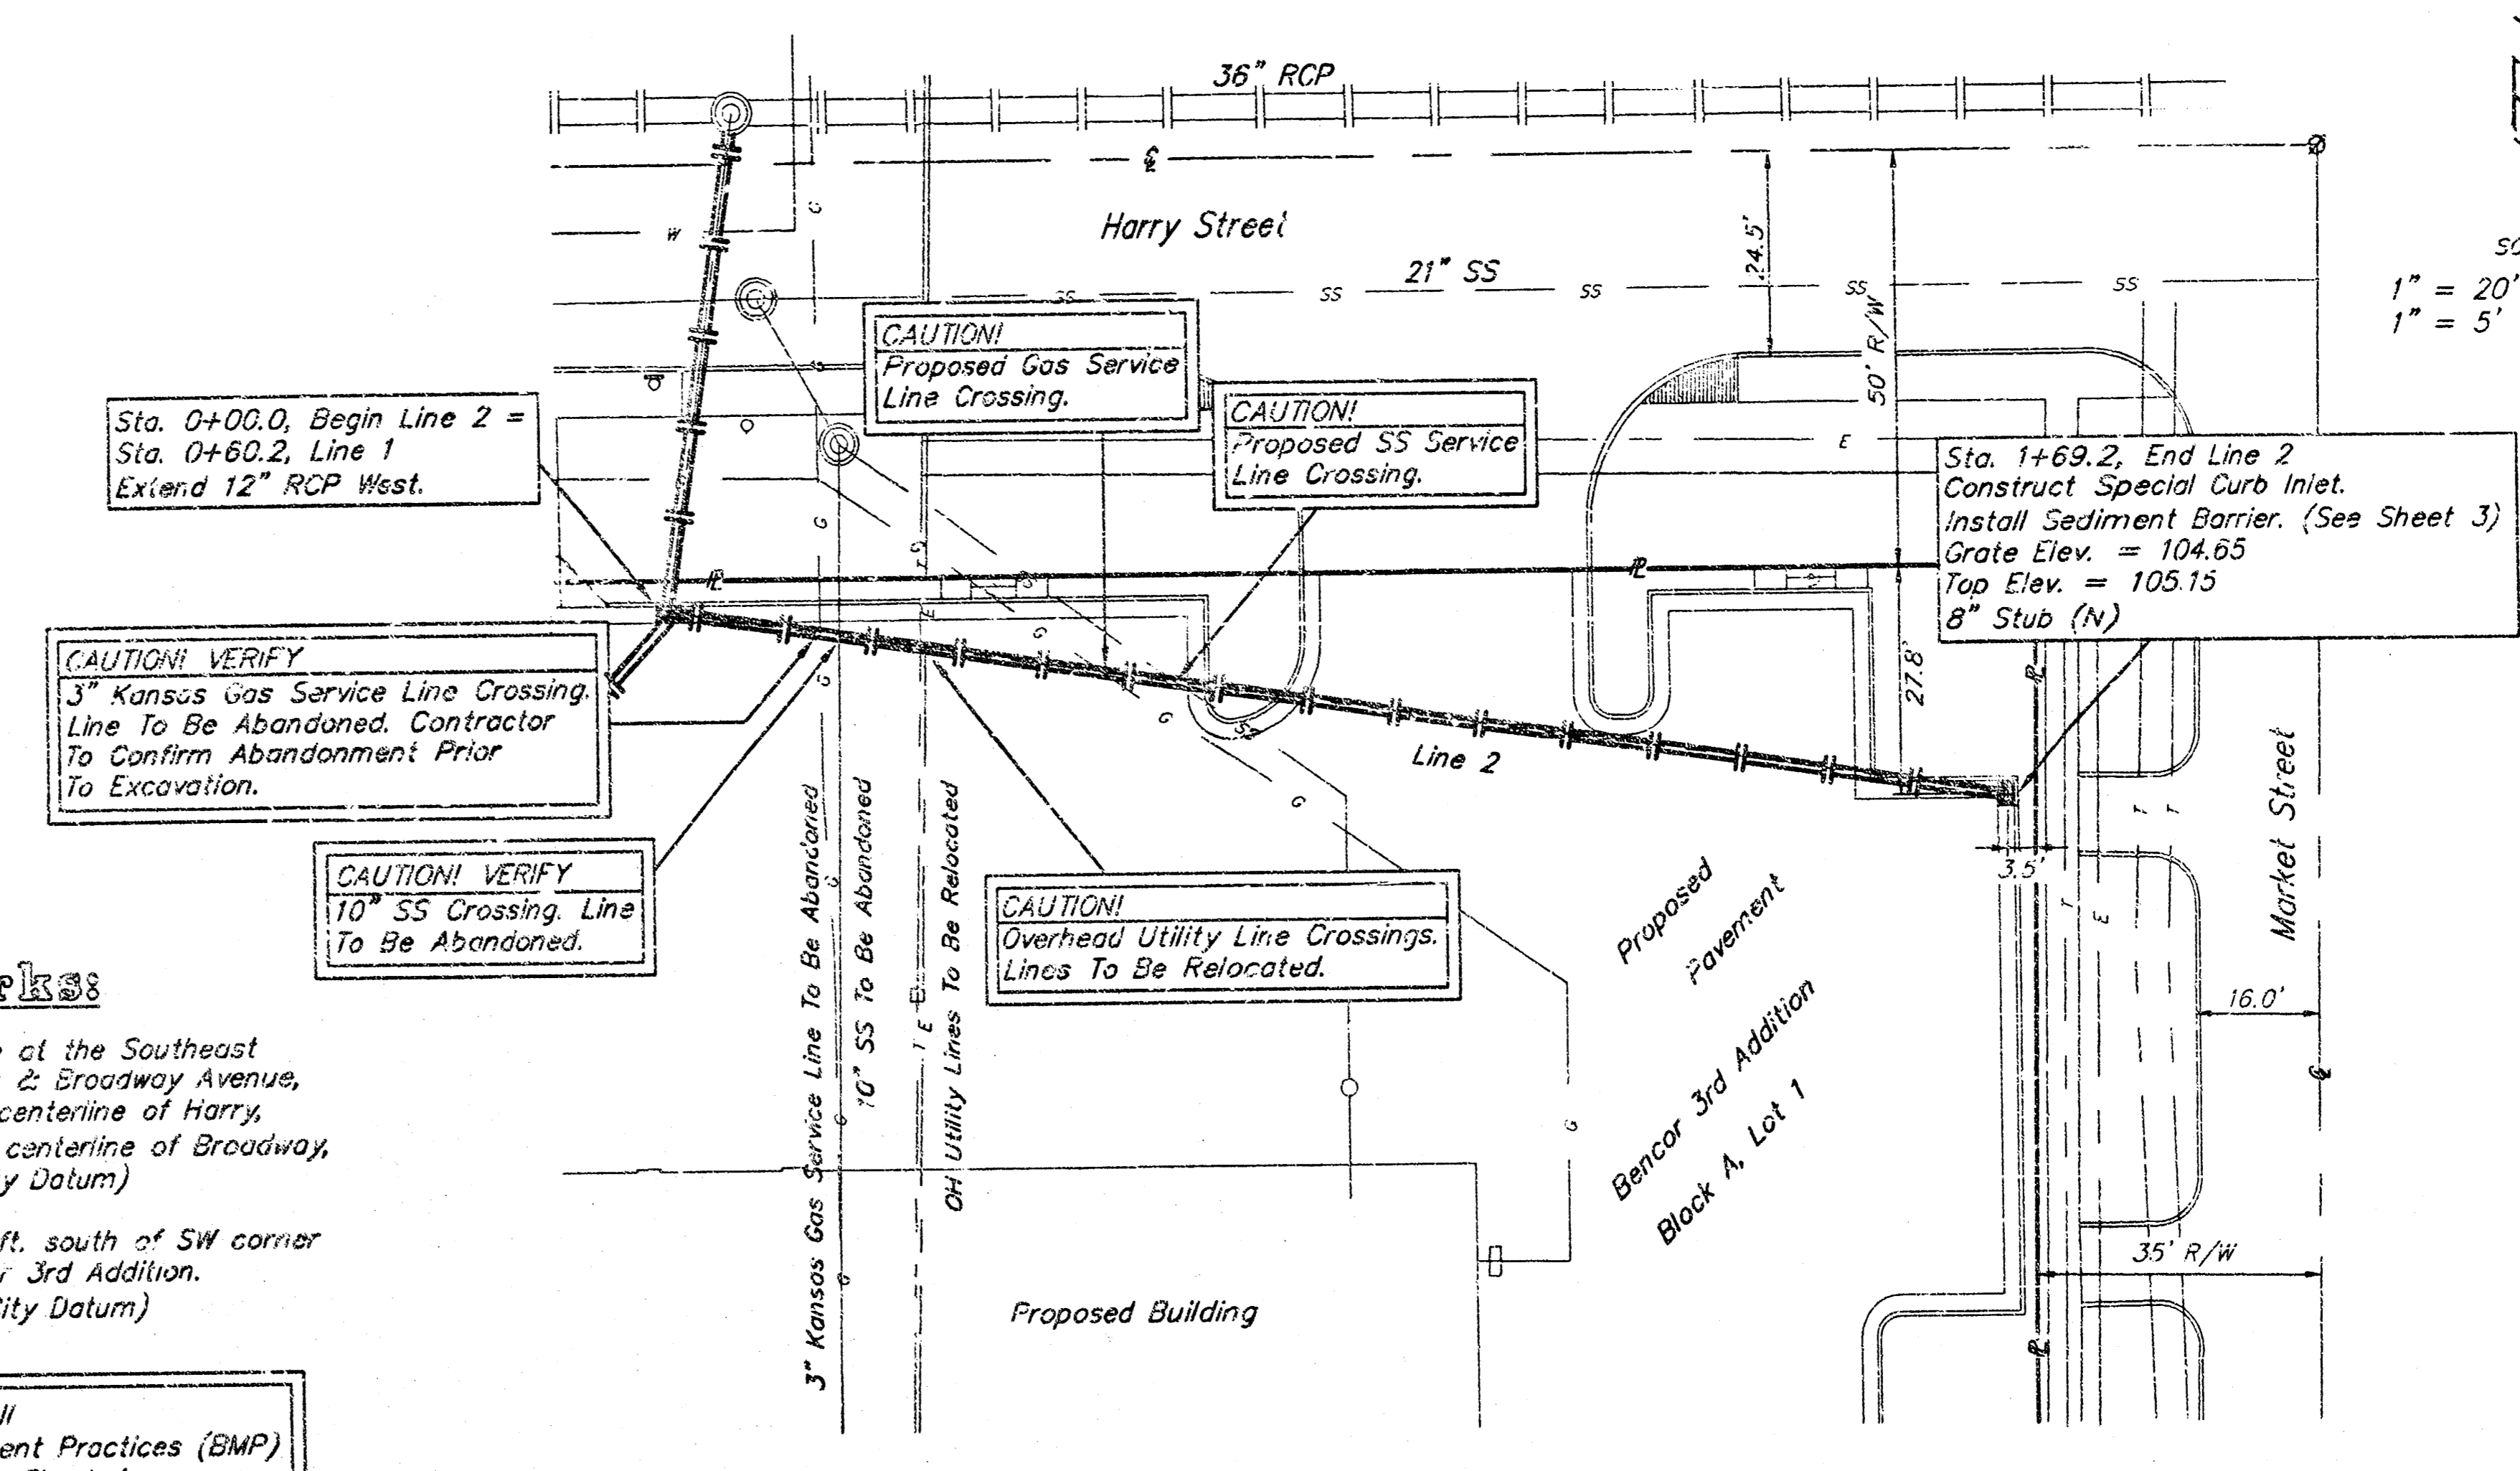 36" RCP
Harry Street
21" SS
24.5'
50' R/W
1" = 20'
1" = 5'
W
G
SS
SS
SS
SS
SS
E
CAUTION!
Proposed Gas Service
Line Crossing.
CAUTION!
Proposed SS Service
Line Crossing.
Sta. 0+00.0, Begin Line 2 =
Sta. 0+60.2, Line 1
Extend 12" RCP West.
Sta. 1+69.2, End Line 2
Construct Special Curb Inlet.
Install Sediment Barrier. (See Sheet 3)
Grate Elev. = 104.65
Top Elev. = 105.15
8" Stub (N)
CAUTION! VERIFY
3" Kansas Gas Service Line Crossing.
Line To Be Abandoned. Contractor
To Confirm Abandonment Prior
To Excavation.
27.8'
Line 2
CAUTION! VERIFY
10" SS Crossing. Line
To Be Abandoned.
CAUTION!
Overhead Utility Line Crossings.
Lines To Be Relocated.
3" Kansas Gas Service Line To Be Abandoned
10" SS To Be Abandoned
OH Utility Lines To Be Relocated
Proposed
Pavement
Bencor 3rd Addition
Block A, Lot 1
3.5'
Market Street
16.0'
35' R/W
Proposed Building
rks:
at the Southeast
& Broadway Avenue,
centerline of Harry,
centerline of Broadway,
y Datum)
ft. south of SW corner
r 3rd Addition.
City Datum)
ll
ent Practices (BMP)